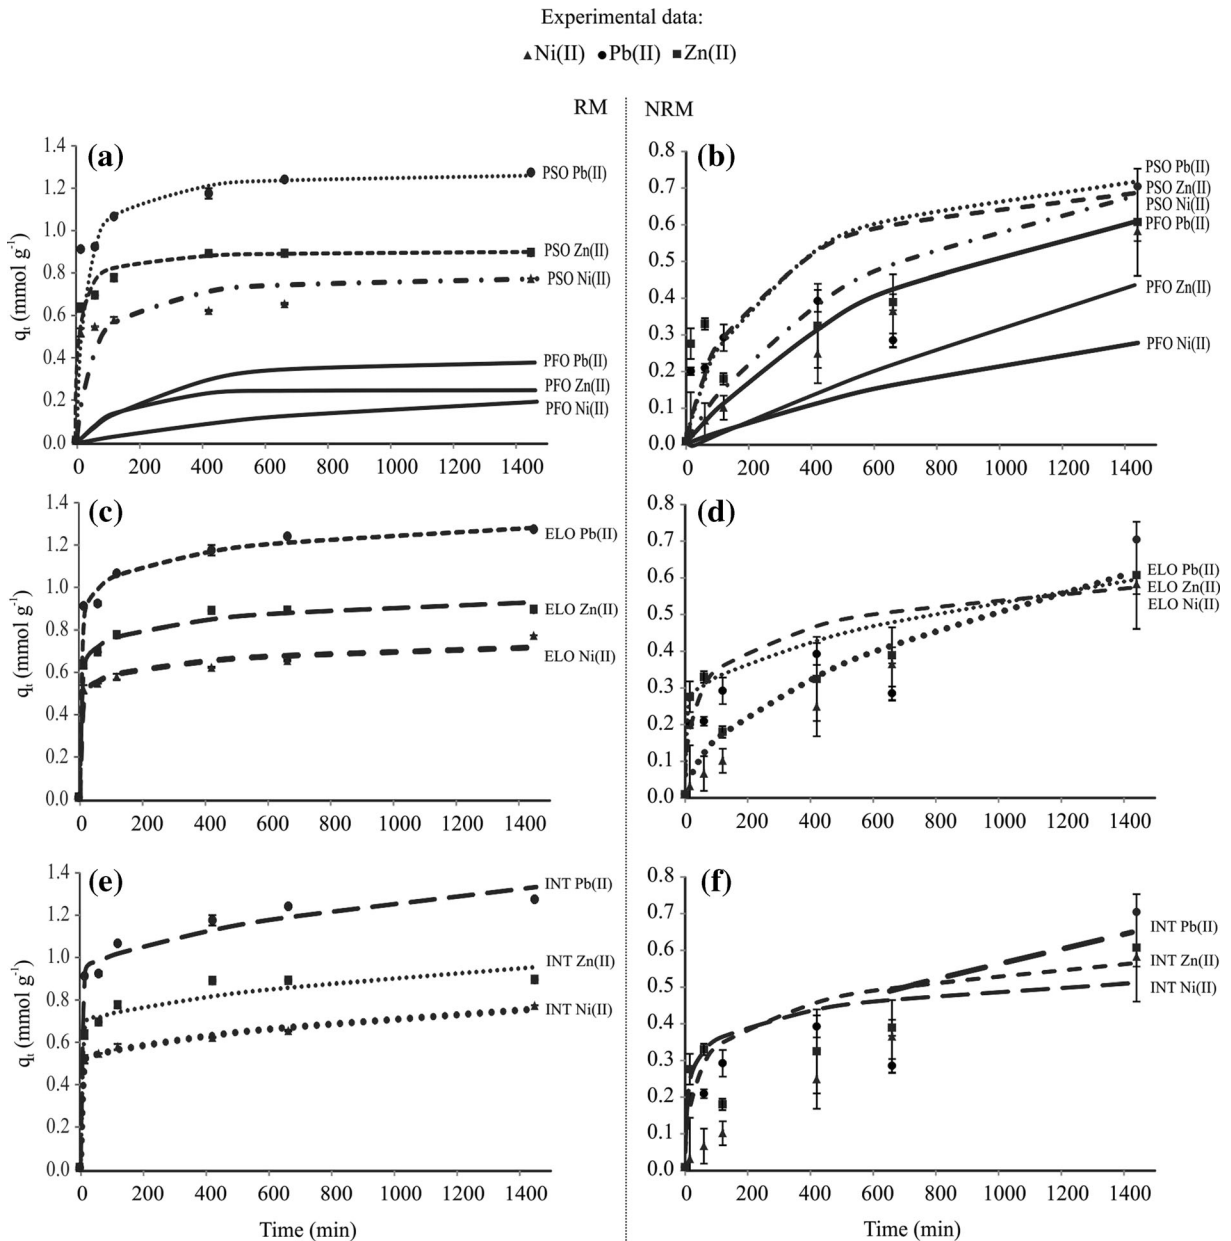 Experimental data:
▲Ni(II) ●Pb(II) ■Zn(II)
RM
NRM
(a)
1.4
1.2
1.0
0.8
0.6
0.4
0.2
0.0
qt (mmol g-1)
0 200 400 600 800 1000 1200 1400
PSO Pb(II)
PSO Zn(II)
PSO Ni(II)
PFO Pb(II)
PFO Zn(II)
PFO Ni(II)
(b)
0.8
0.7
0.6
0.5
0.4
0.3
0.2
0.1
0.0
0 200 400 600 800 1000 1200 1400
PSO Pb(II)
PSO Zn(II)
PSO Ni(II)
PFO Pb(II)
PFO Zn(II)
PFO Ni(II)
(c)
1.4
1.2
1.0
0.8
0.6
0.4
0.2
0.0
qt (mmol g-1)
0 200 400 600 800 1000 1200 1400
ELO Pb(II)
ELO Zn(II)
ELO Ni(II)
(d)
0.8
0.7
0.6
0.5
0.4
0.3
0.2
0.1
0.0
0 200 400 600 800 1000 1200 1400
ELO Pb(II)
ELO Zn(II)
ELO Ni(II)
(e)
1.4
1.2
1.0
0.8
0.6
0.4
0.2
0.0
qt (mmol g-1)
0 200 400 600 800 1000 1200 1400
INT Pb(II)
INT Zn(II)
INT Ni(II)
Time (min)
(f)
0.8
0.7
0.6
0.5
0.4
0.3
0.2
0.1
0.0
0 200 400 600 800 1000 1200 1400
INT Pb(II)
INT Zn(II)
INT Ni(II)
Time (min)